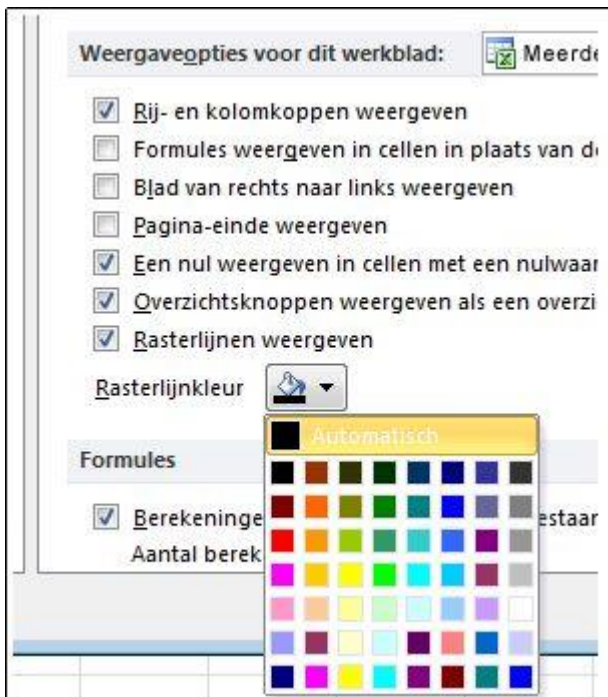 Weergaveopties voor dit werkblad: Meerde
Rij- en kolomkoppen weergeven
Formules weergeven in cellen in plaats van d
Blad van rechts naar links weergeven
Pagina-einde weergeven
Een nul weergeven in cellen met een nulwaar
Overzichtsknoppen weergeven als een overzi
Rasterlijnen weergeven
Rasterlijnkleur
Automatisch
Formules
Berekeninge estaar
Aantal berek